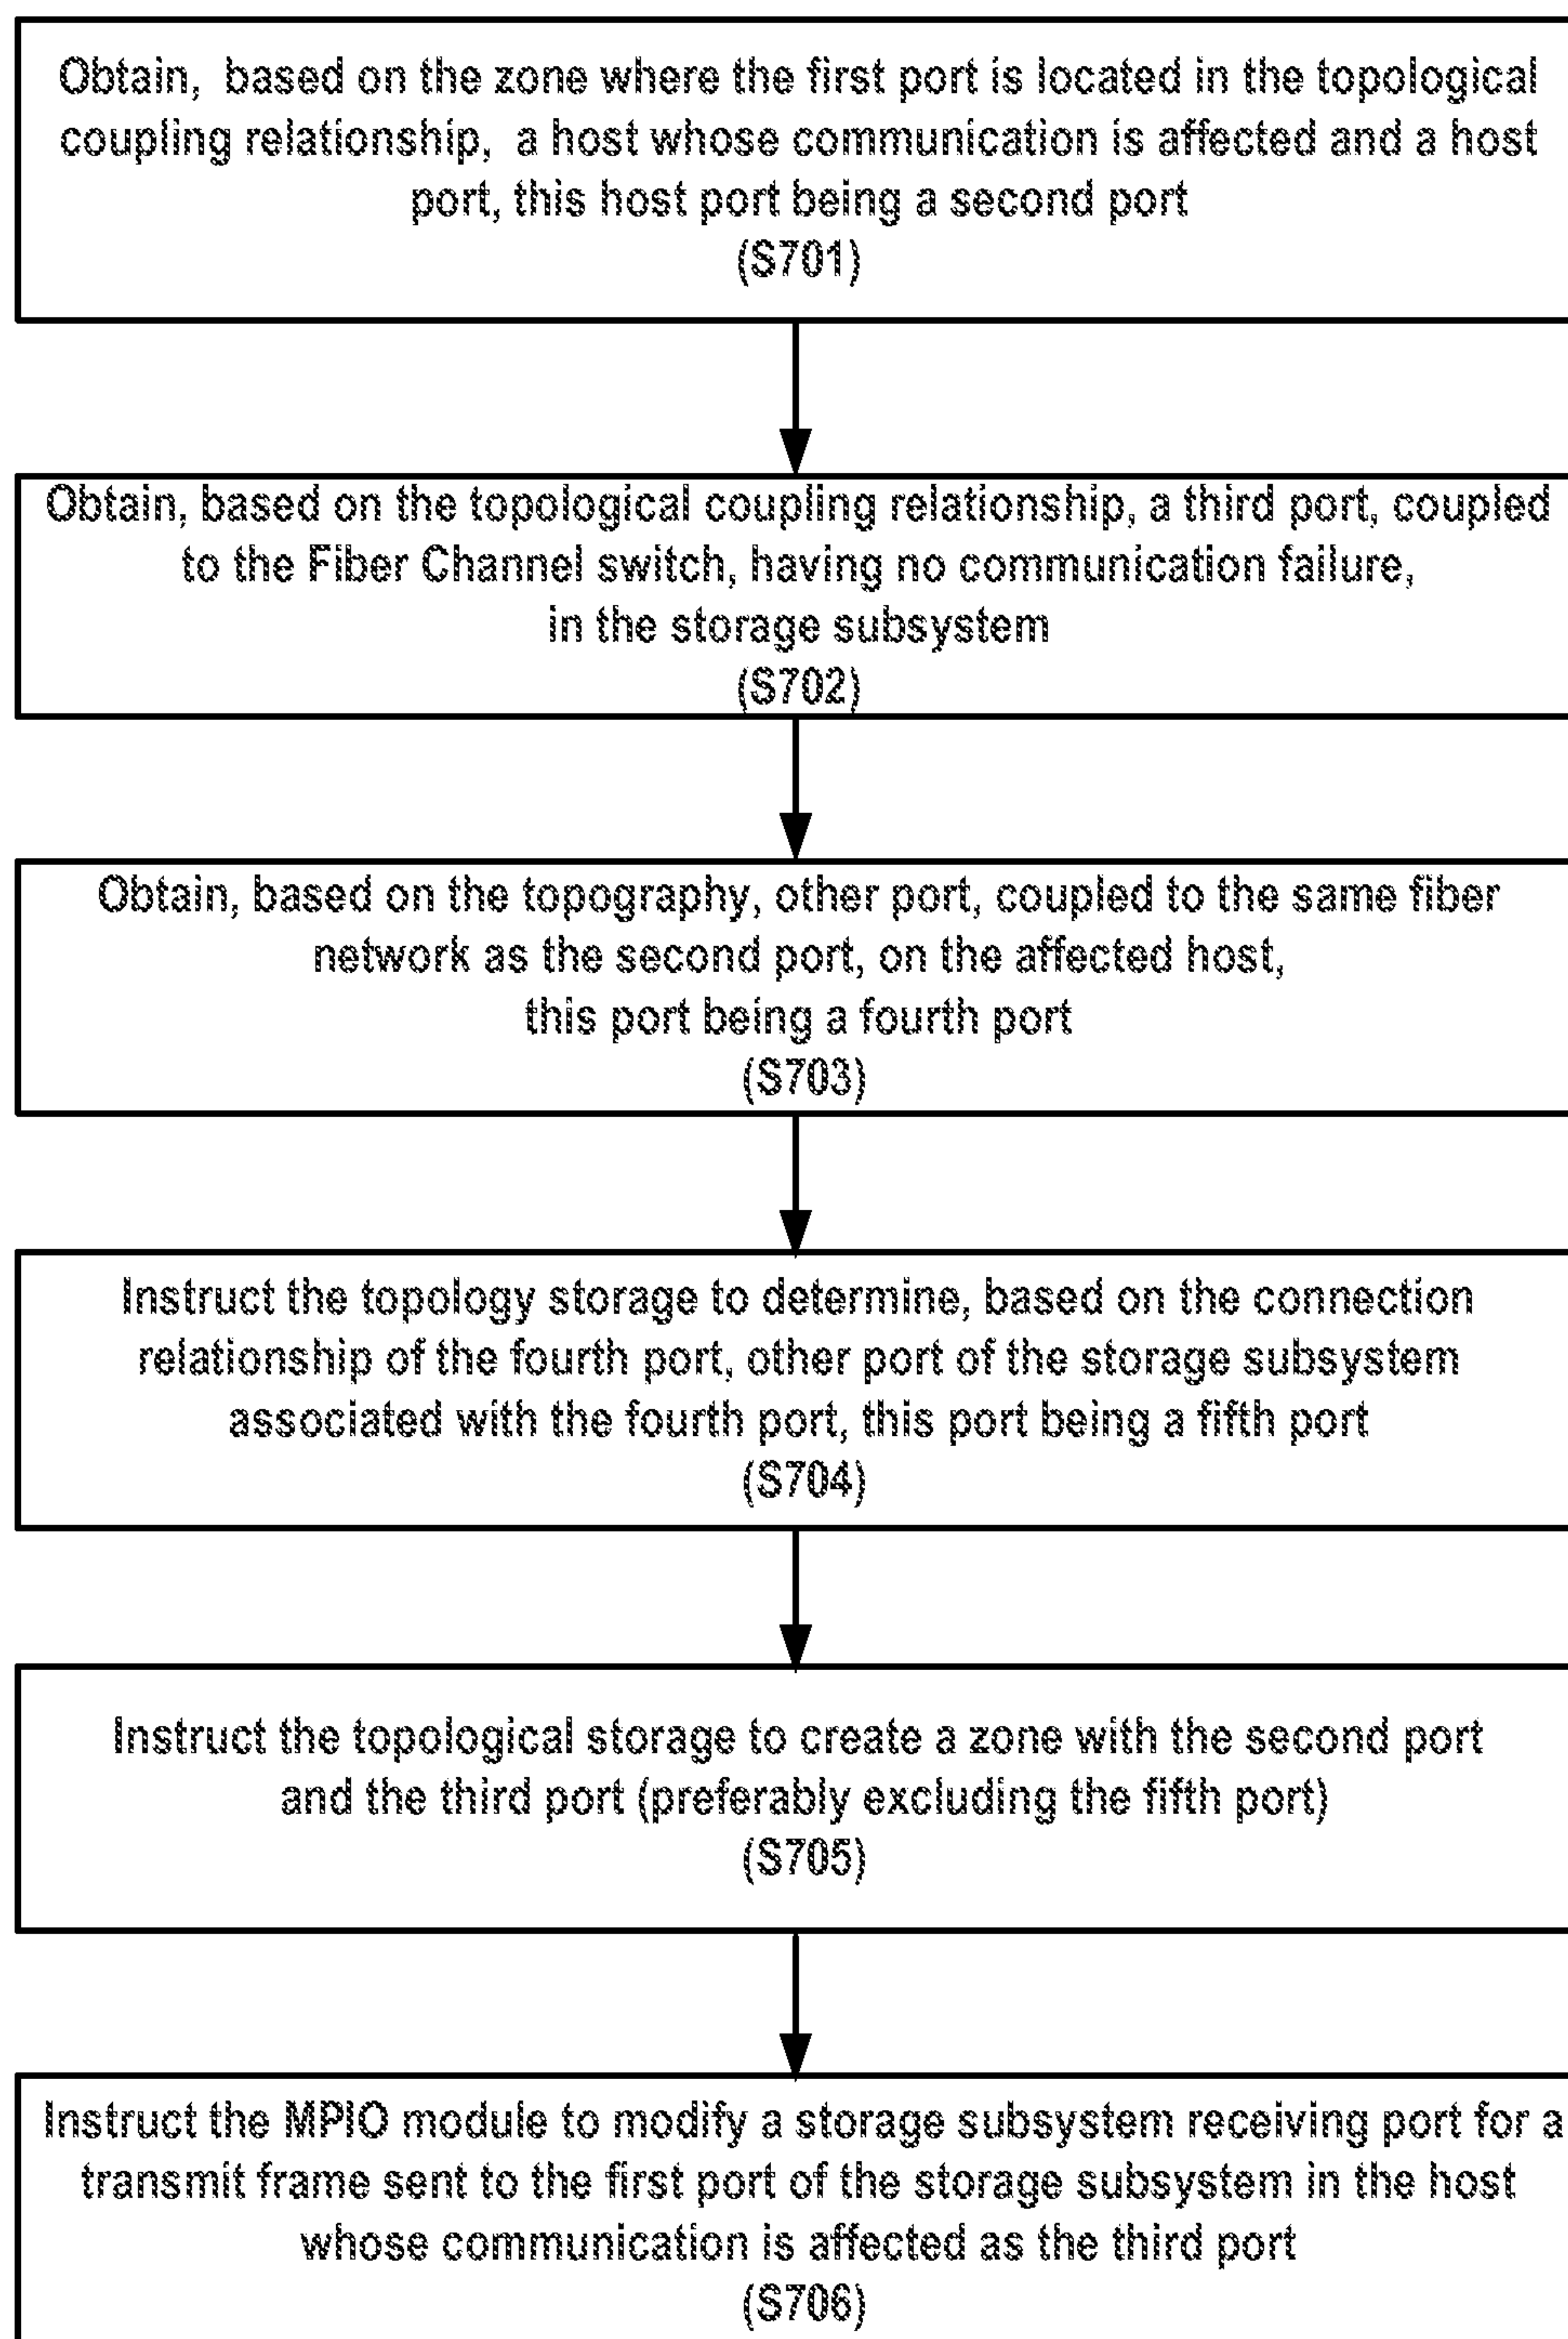 Obtain, based on the zone where the first port is located in the topological
coupling relationship, a host whose communication is affected and a host
port, this host port being a second port
(S701)
Obtain, based on the topological coupling relationship, a third port, coupled
to the Fiber Channel switch, having no communication failure,
in the storage subsystem
(S702)
Obtain, based on the topography, other port, coupled to the same fiber
network as the second port, on the affected host,
this port being a fourth port
(S703)
Instruct the topology storage to determine, based on the connection
relationship of the fourth port, other port of the storage subsystem
associated with the fourth port, this port being a fifth port
(S704)
Instruct the topological storage to create a zone with the second port
and the third port (preferably excluding the fifth port)
(S705)
Instruct the MPIO module to modify a storage subsystem receiving port for a
transmit frame sent to the first port of the storage subsystem in the host
whose communication is affected as the third port
(S706)